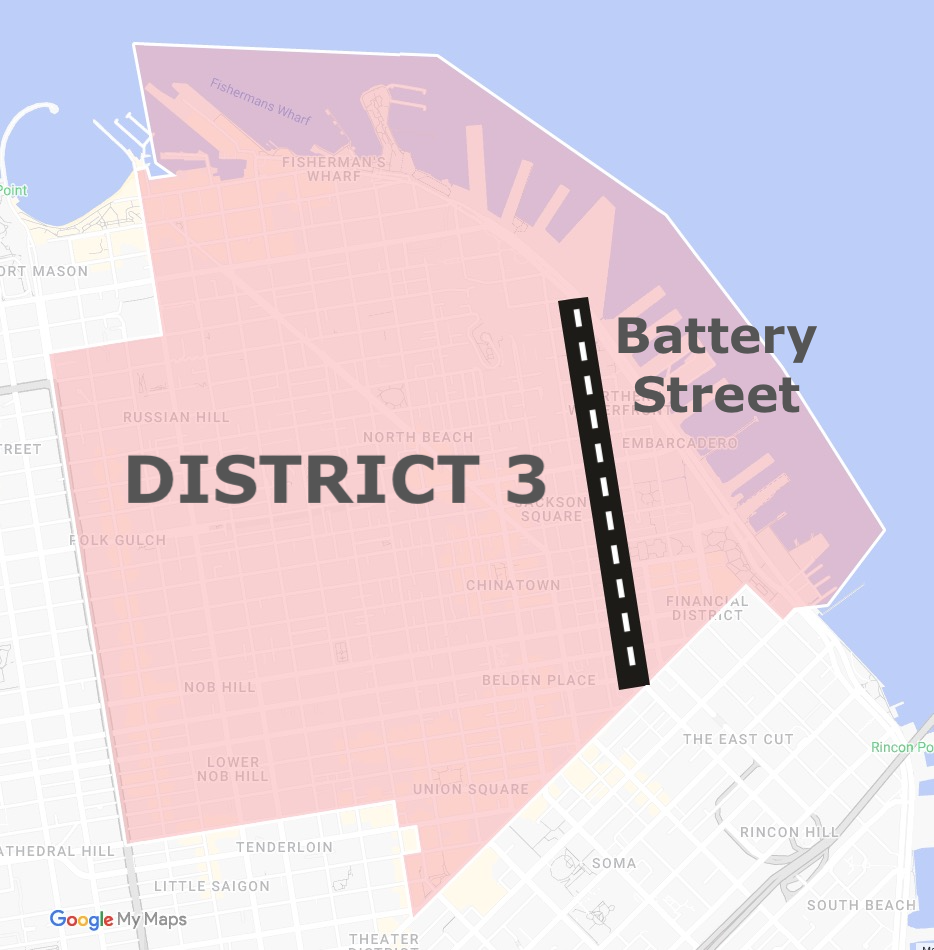 Fishermans Wharf
FISHERMAN'S
WHARF
Point
ORT MASON
Battery
Street
RUSSIAN HILL
NORTH BEACH
EMBARCADERO
TREET
DISTRICT 3
JACKSON
SQUARE
POLK GULCH
CHINATOWN
FINANCIAL
DISTRICT
NOB HILL
BELDEN PLACE
THE EAST CUT
Rincon Po
LOWER
NOB HILL
UNION SQUARE
RINCON HILL
ATHEDRAL HILL
TENDERLOIN
SOMA
LITTLE SAIGON
SOUTH BEACH
Google My Maps
THEATER
DISTRICT